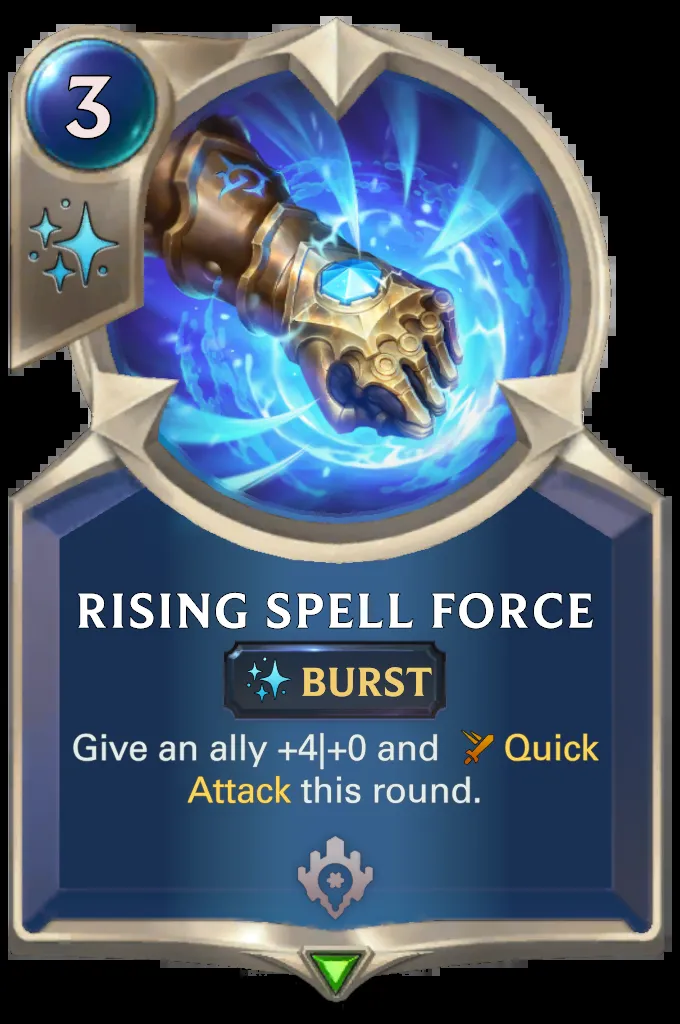 3
RISING SPELL FORCE
BURST
Give an ally +4|+0 and Quick
Attack this round.